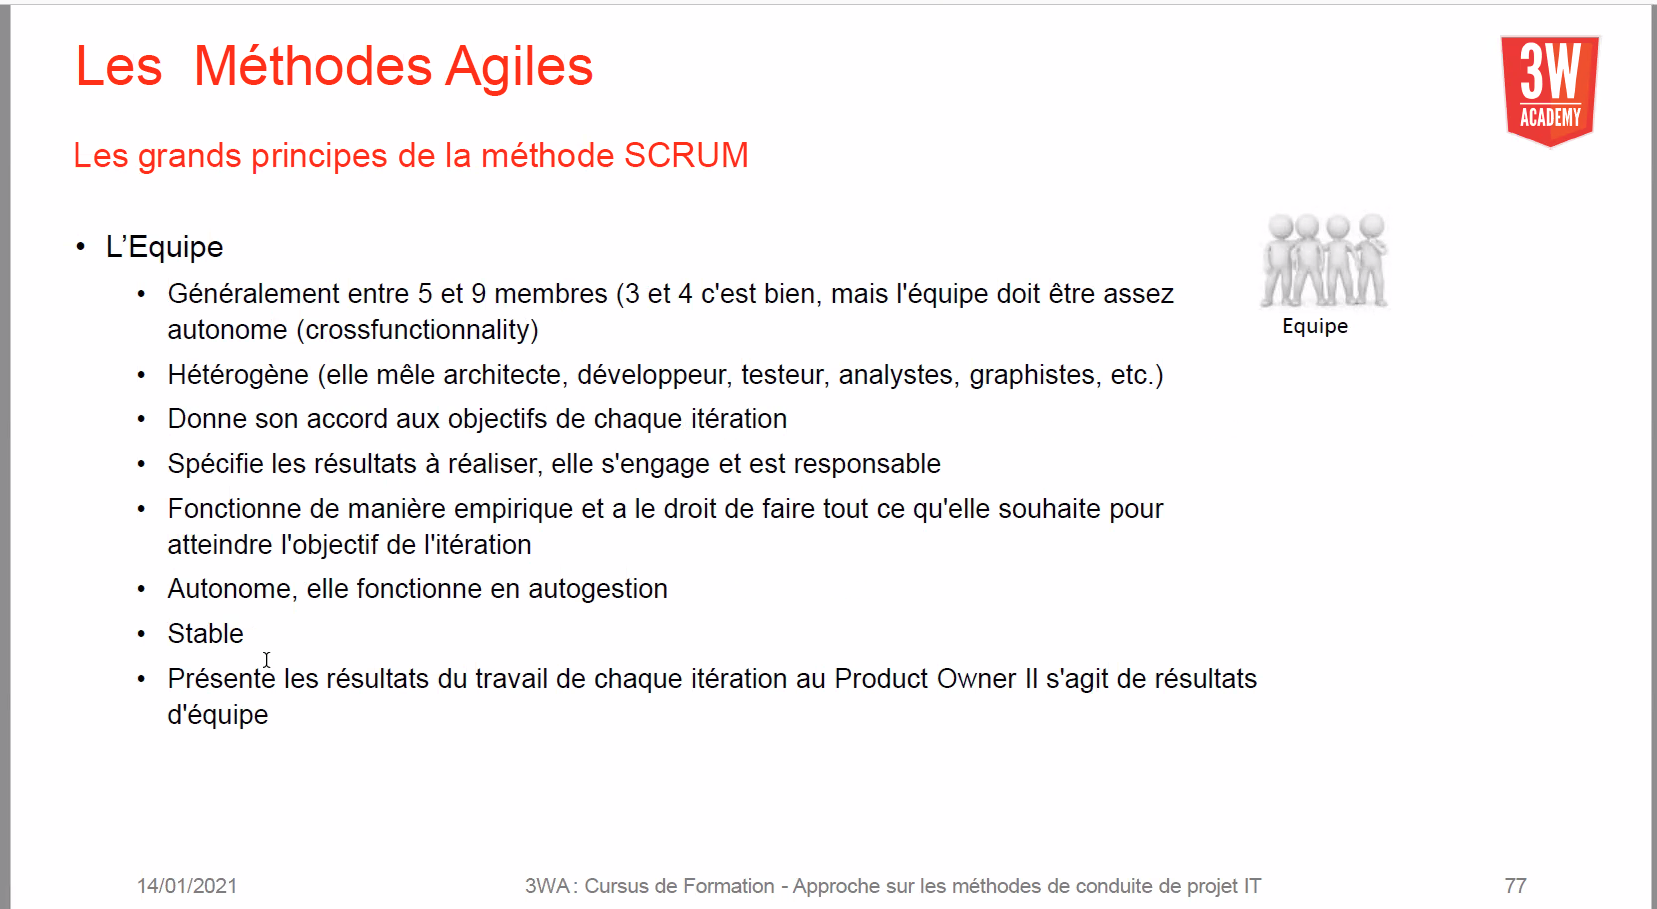 Les Méthodes Agiles
3W
ACADEMY
Les grands principes de la méthode SCRUM
• L'Equipe
• Généralement entre 5 et 9 membres (3 et 4 c'est bien, mais l'équipe doit être assez
autonome (crossfunctionnality)
Equipe
• Hétérogène (elle mêle architecte, développeur, testeur, analystes, graphistes, etc.)
• Donne son accord aux objectifs de chaque itération
• Spécifie les résultats à réaliser, elle s'engage et est responsable
• Fonctionne de manière empirique et a le droit de faire tout ce qu'elle souhaite pour
atteindre l'objectif de l'itération
• Autonome, elle fonctionne en autogestion
• Stable
• Présente les résultats du travail de chaque itération au Product Owner Il s'agit de résultats
d'équipe
14/01/2021
3WA : Cursus de Formation - Approche sur les méthodes de conduite de projet IT
77